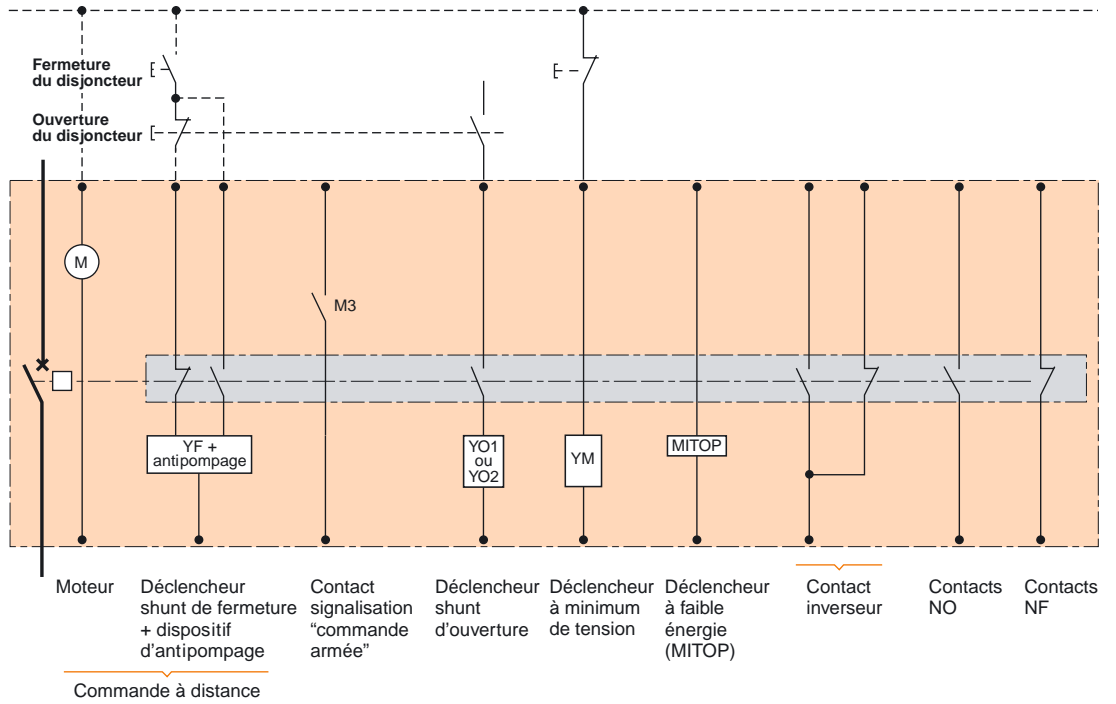 Fermeture
du disjoncteur
Ouverture
du disjoncteur
M
M3
YF +
antipompage
YO1
ou
YO2
YM
MITOP
Moteur
Déclencheur
shunt de fermeture
+ dispositif
d'antipompage
Contact
signalisation
“commande
armée”
Déclencheur
shunt
d'ouverture
Déclencheur
à minimum
de tension
Déclencheur
à faible
énergie
(MITOP)
Contact
inverseur
Contacts
NO
Contacts
NF
Commande à distance